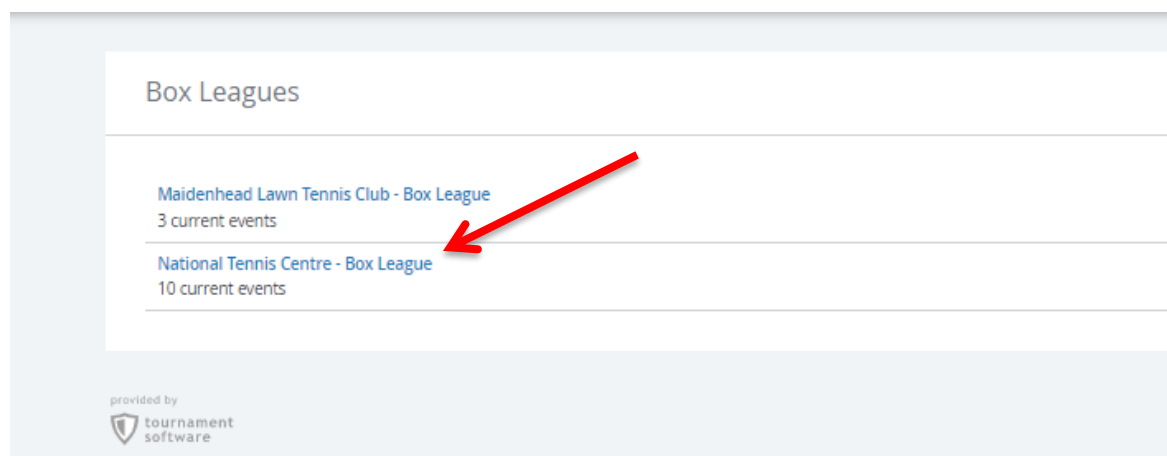 Box Leagues
Maidenhead Lawn Tennis Club - Box League
3 current events
National Tennis Centre - Box League
10 current events
provided by
tournament
software